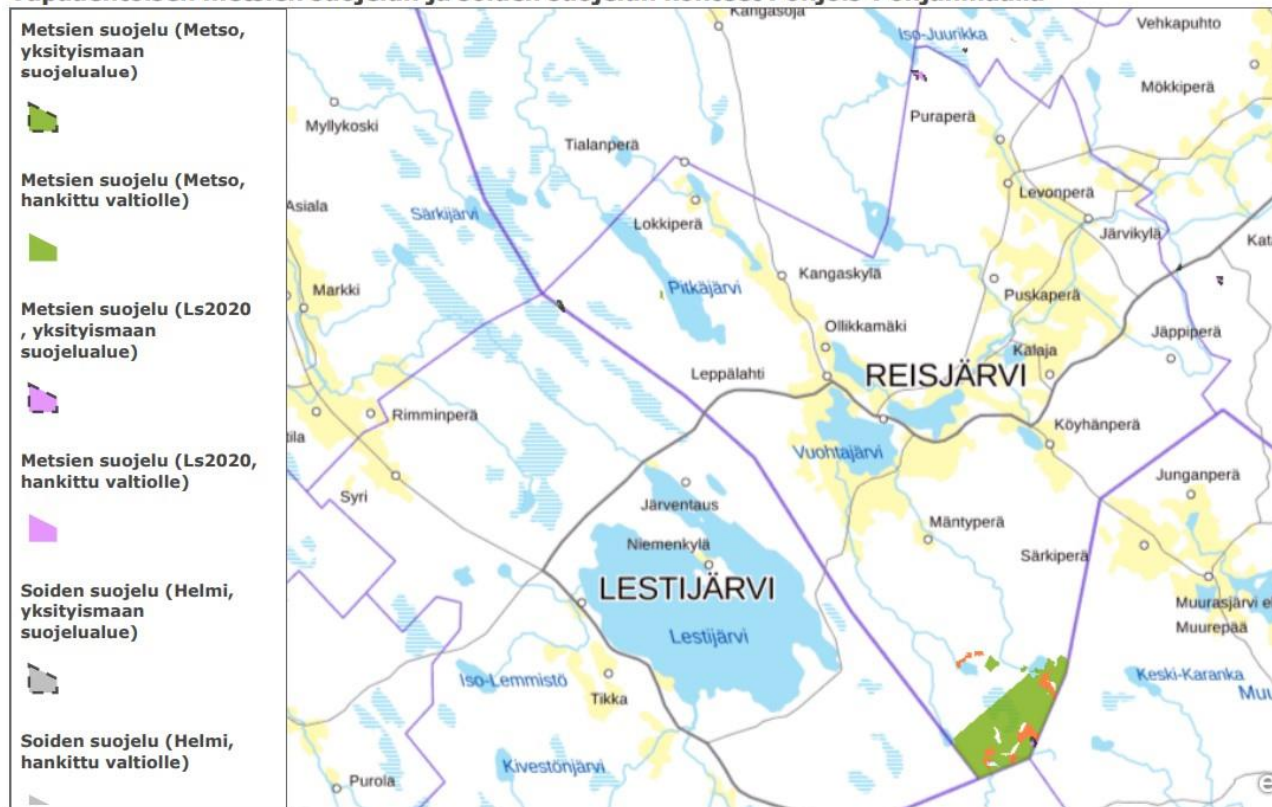 Metsien suojelu (Metso,
yksityismaan
suojelualue)
Metsien suojelu (Metso,
hankittu valtiolle)
Metsien suojelu (Ls2020
, yksityismaan
suojelualue)
Metsien suojelu (Ls2020,
hankittu valtiolle)
Soiden suojelu (Helmi,
yksityismaan
suojelualue)
Soiden suojelu (Helmi,
hankittu valtiolle)
Kangasoja
Iso-Juurikka
Vehkapuhto
Mökkiperä
Myllykoski
Puraperä
Tialanperä
Levonperä
Asiala
Särkijärvi
Lokkiperä
Järvikylä
Kangaskylä
Markki
Pitkäjärvi
Puskaperä
Ollikkamäki
Jäppiperä
Kalaja
Leppälahti
REISJÄRVI
Rimminperä
Köyhänperä
Vuohtajärvi
Junganperä
Syri
Järventaus
Mäntyperä
Niemenkylä
Särkiperä
LESTIJÄRVI
Muurasjärvi
Muurepää
Lestijärvi
Iso-Lemmistö
Keski-Karanka
Tikka
Kivestönjärvi
Purola